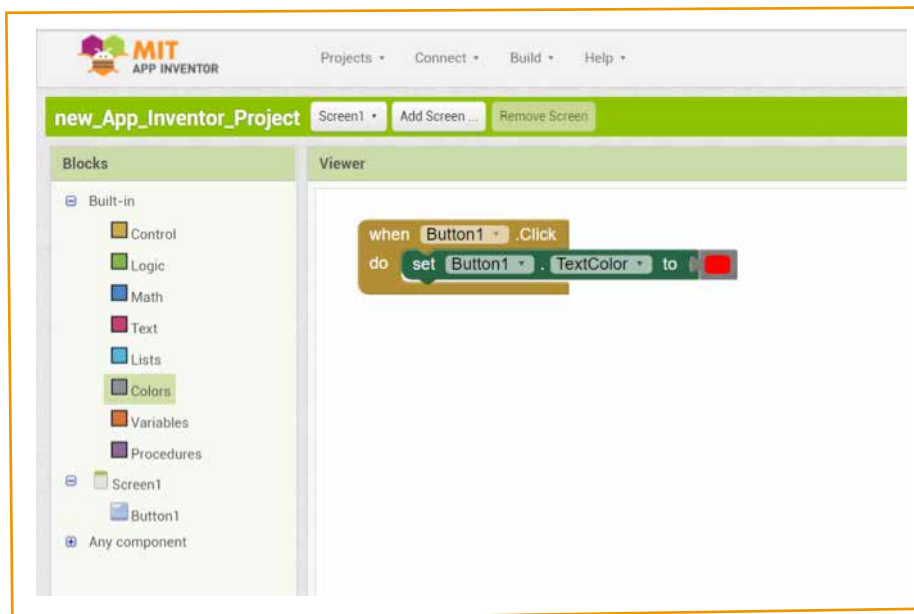 MIT
APP INVENTOR
Projects Connect Build Help
new_App_Inventor_Project Screen1 Add Screen ... Remove Screen
Blocks Viewer
Built-in
Control
Logic
Math
Text
Lists
Colors
Variables
Procedures
Screen1
Button1
Any component
when Button1 .Click
do set Button1 . TextColor to